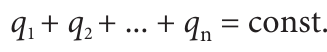 q₁ + q₂ + ... + qₙ = const.